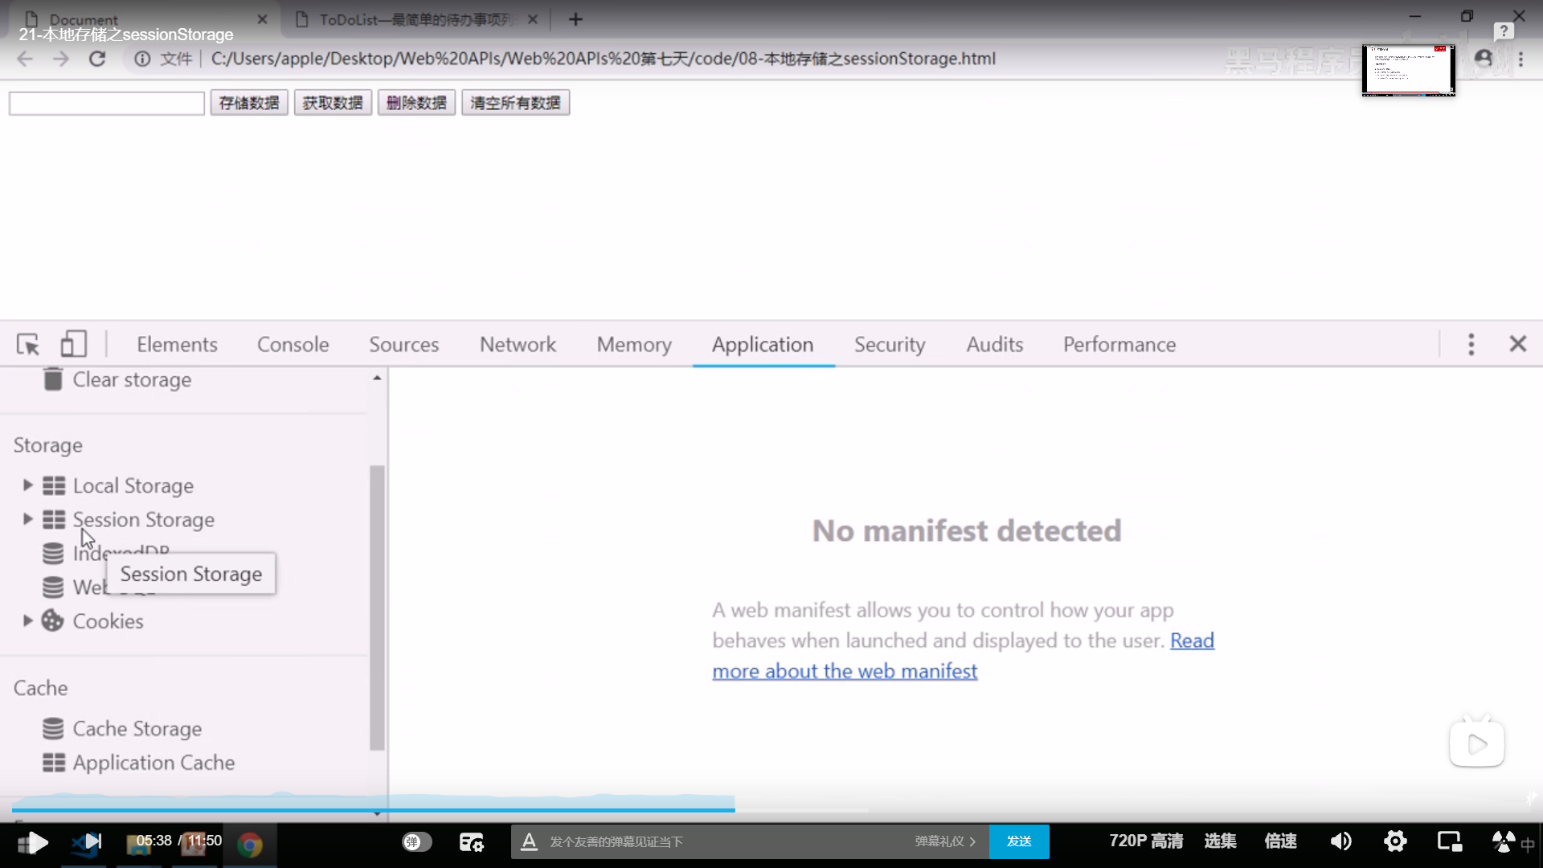 Document
ToDoList—最简单的待办事项列
21-本地存储之sessionStorage
文件 C:/Users/apple/Desktop/Web%20APIs/Web%20APIs%20第七天/code/08-本地存储之sessionStorage.html
黑马程序员
存储数据 获取数据 删除数据 清空所有数据
Elements Console Sources Network Memory Application Security Audits Performance
Clear storage
Storage
Local Storage
Session Storage
IndexedDB
Session Storage
Web SQL
Cookies
No manifest detected
A web manifest allows you to control how your app
behaves when launched and displayed to the user. Read
more about the web manifest
Cache
Cache Storage
Application Cache
05:38 / 11:50
弹
发个友善的弹幕见证当下
弹幕礼仪 >
发送
720P 高清 选集 倍速
中